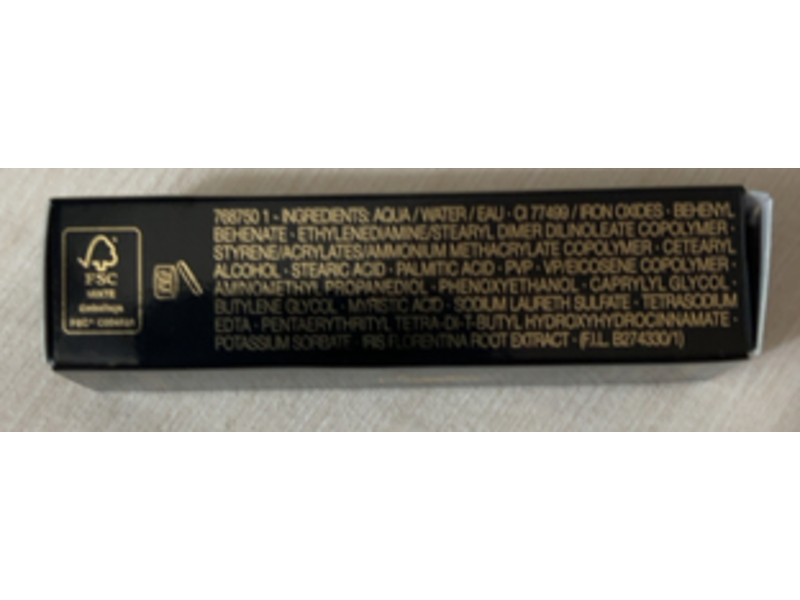 768750 1 - INGREDIENTS: AQUA / WATER / EAU · CI 77499 / IRON OXIDES · BEHENYL
BEHENATE · ETHYLENEDIAMINE/STEARYL DIMER DILINOLEATE COPOLYMER ·
STYRENE/ACRYLATES/AMMONIUM METHACRYLATE COPOLYMER · CETEARYL
ALCOHOL · STEARIC ACID · PALMITIC ACID · PVP · VP/EICOSENE COPOLYMER ·
AMINOMETHYL PROPANEDIOL · PHENOXYETHANOL · CAPRYLYL GLYCOL ·
BUTYLENE GLYCOL · MYRISTIC ACID · SODIUM LAURETH SULFATE · TETRASODIUM
EDTA · PENTAERYTHRITYL TETRA-DI-T-BUTYL HYDROXYHYDROCINNAMATE ·
POTASSIUM SORBATE · IRIS FLORENTINA ROOT EXTRACT · (F.I.L. B274330/1)
FSC
MIXTE
Emballage